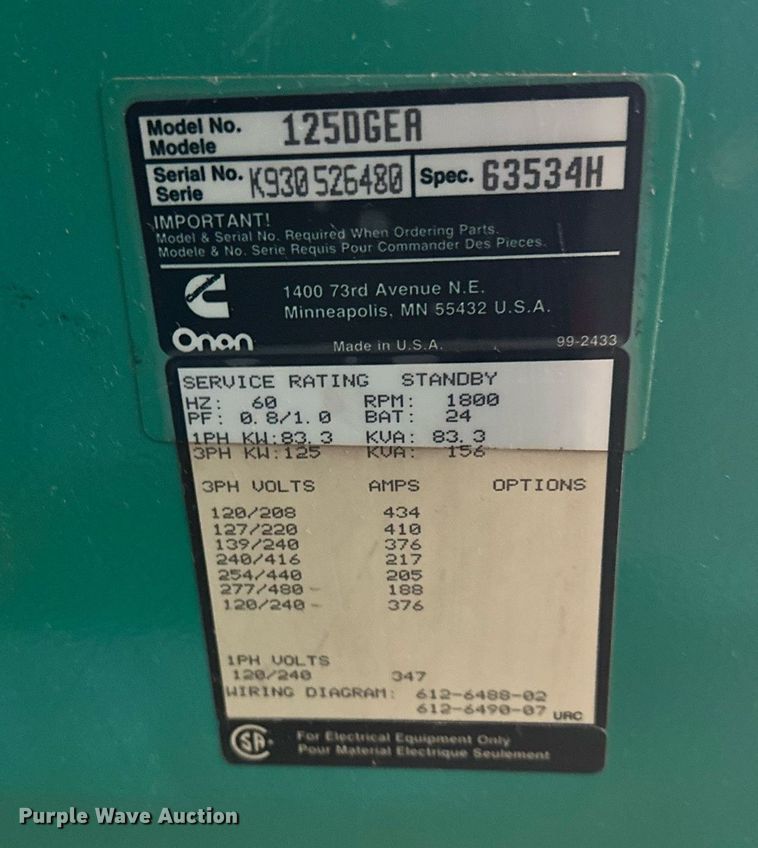 Model No. 125DGEA
Modele
Serial No. K930526480 Spec. 63534H
Serie
IMPORTANT!
Model & Serial No. Required When Ordering Parts.
Modele & No. Serie Requis Pour Commander Des Pieces.
1400 73rd Avenue N.E.
Minneapolis, MN 55432 U.S.A.
Onan Made in U.S.A. 99-2433
SERVICE RATING STANDBY
HZ: 60 RPM: 1800
PF: 0.8/1.0 BAT: 24
1PH KW:83.3 KVA: 83.3
3PH KW:125 KVA: 156
3PH VOLTS AMPS OPTIONS
120/208 434
127/220 410
139/240 376
240/416 217
254/440 205
277/480- 188
120/240- 376
1PH VOLTS
120/240 347
WIRING DIAGRAM: 612-6488-02
612-6490-07 URC
SA For Electrical Equipment Only
Pour Material Electrique Seulement
Purple Wave Auction